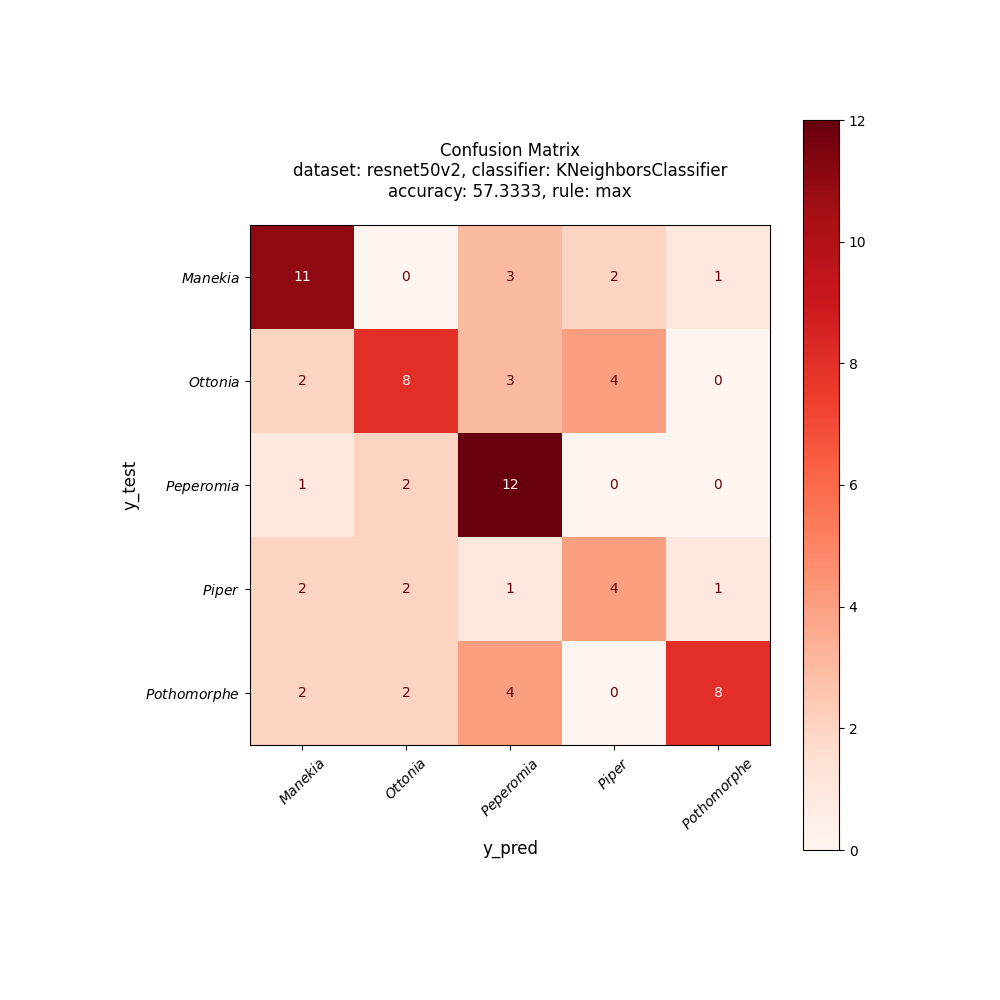 Confusion Matrix
dataset: resnet50v2, classifier: KNeighborsClassifier
accuracy: 57.3333, rule: max
Manekia 11 0 3 2 1
Ottonia 2 8 3 4 0
Peperomia 1 2 12 0 0
Piper 2 2 1 4 1
Pothomorphe 2 2 4 0 8
Manekia Ottonia Peperomia Piper Pothomorphe
y_test
y_pred
12
10
8
6
4
2
0